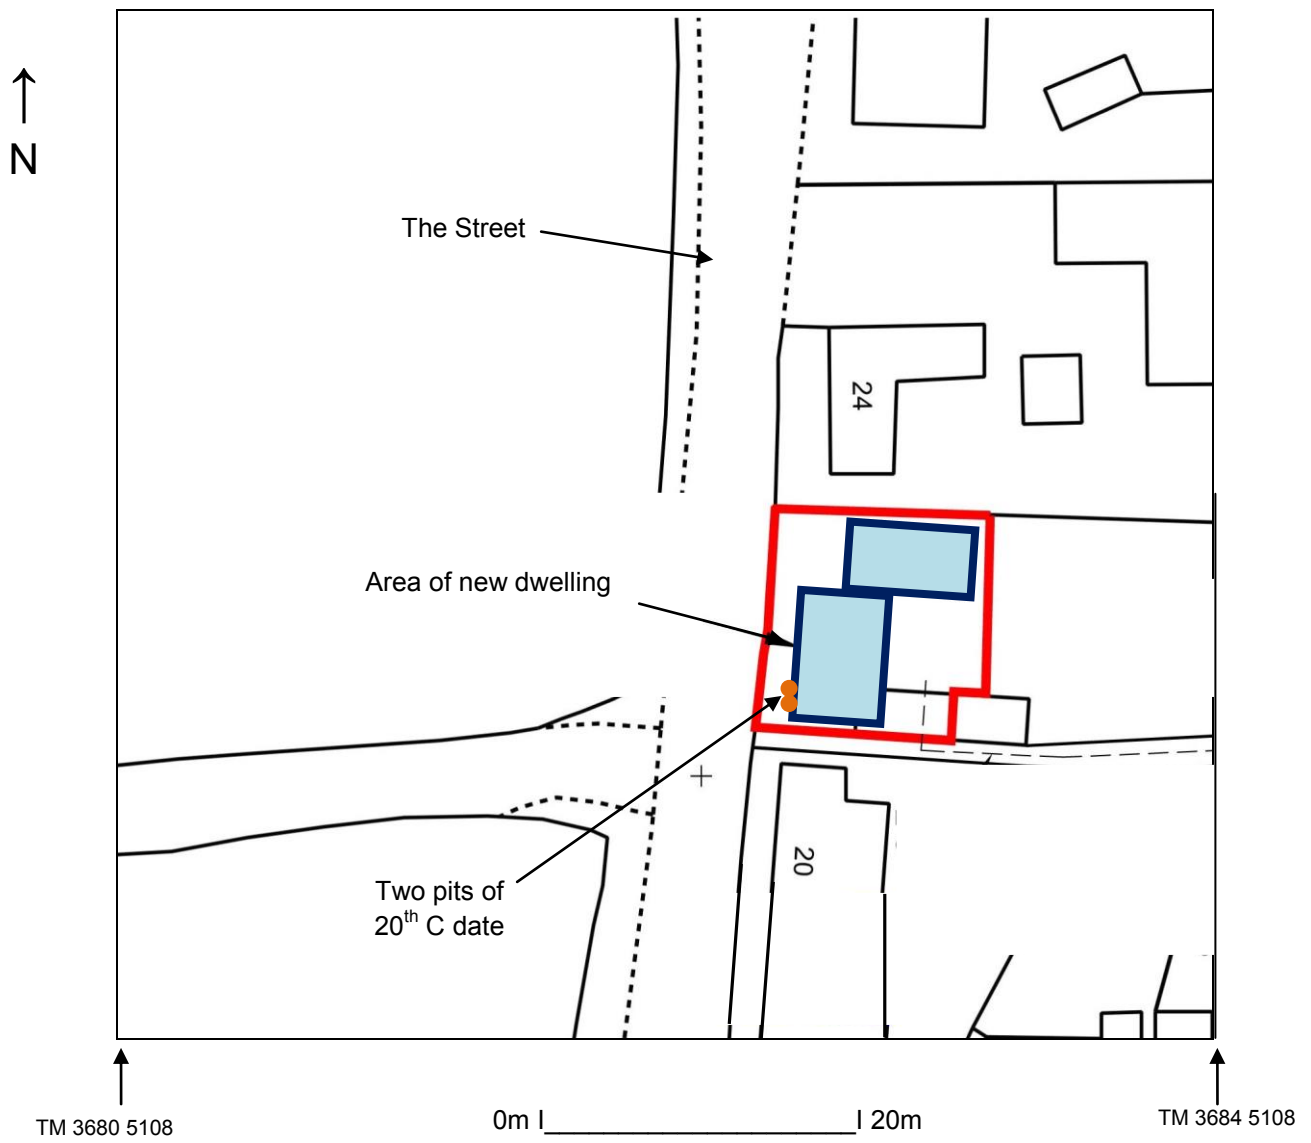 N
The Street
24
Area of new dwelling
20
Two pits of
20th C date
TM 3680 5108
0m I____________________I 20m
TM 3684 5108